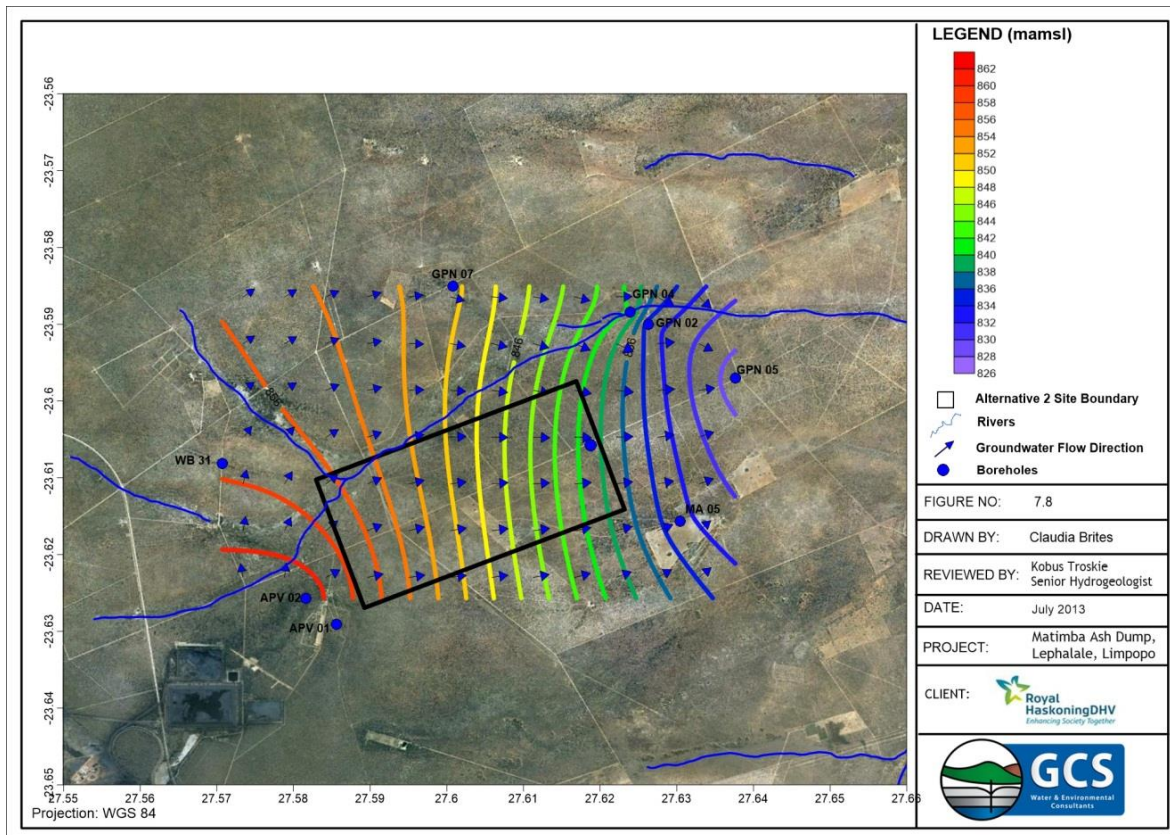 -23.56
-23.57
-23.58
-23.59
-23.6
-23.61
-23.62
-23.63
-23.64
-23.65
27.55
27.56
27.57
27.58
27.59
27.6
27.61
27.62
27.63
27.64
27.65
27.66
Projection: WGS 84
GPN 07
GPN 04
GPN 02
GPN 05
WB 31
MA 05
APV 02
APV 01
846
LEGEND (mamsl)
862
860
858
856
854
852
850
848
846
844
842
840
838
836
834
832
830
828
826
Alternative 2 Site Boundary
Rivers
Groundwater Flow Direction
Boreholes
FIGURE NO: 7.8
DRAWN BY: Claudia Brites
REVIEWED BY: Kobus Troskie
Senior Hydrogeologist
DATE: July 2013
PROJECT: Matimba Ash Dump,
Lephalale, Limpopo
CLIENT:
Royal
HaskoningDHV
Enhancing Society Together
GCS
Water & Environmental
Consultants